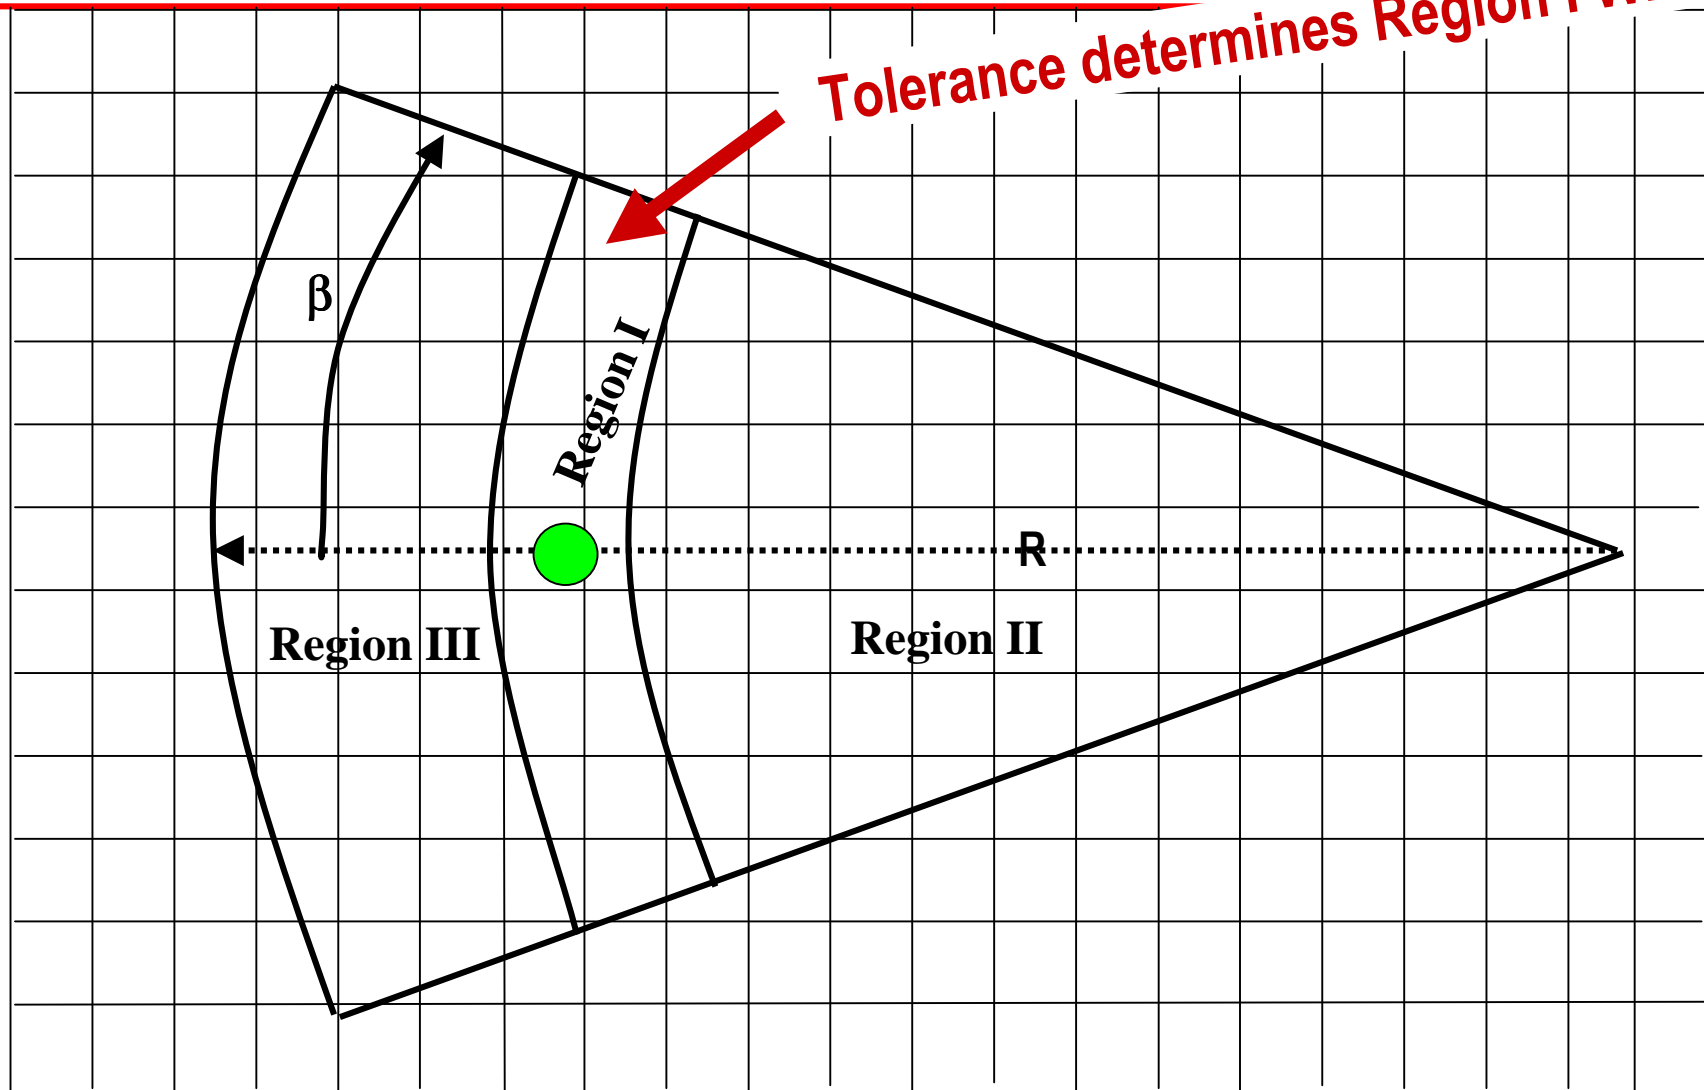 Tolerance determines Region I
β
Region I
R
Region III
Region II